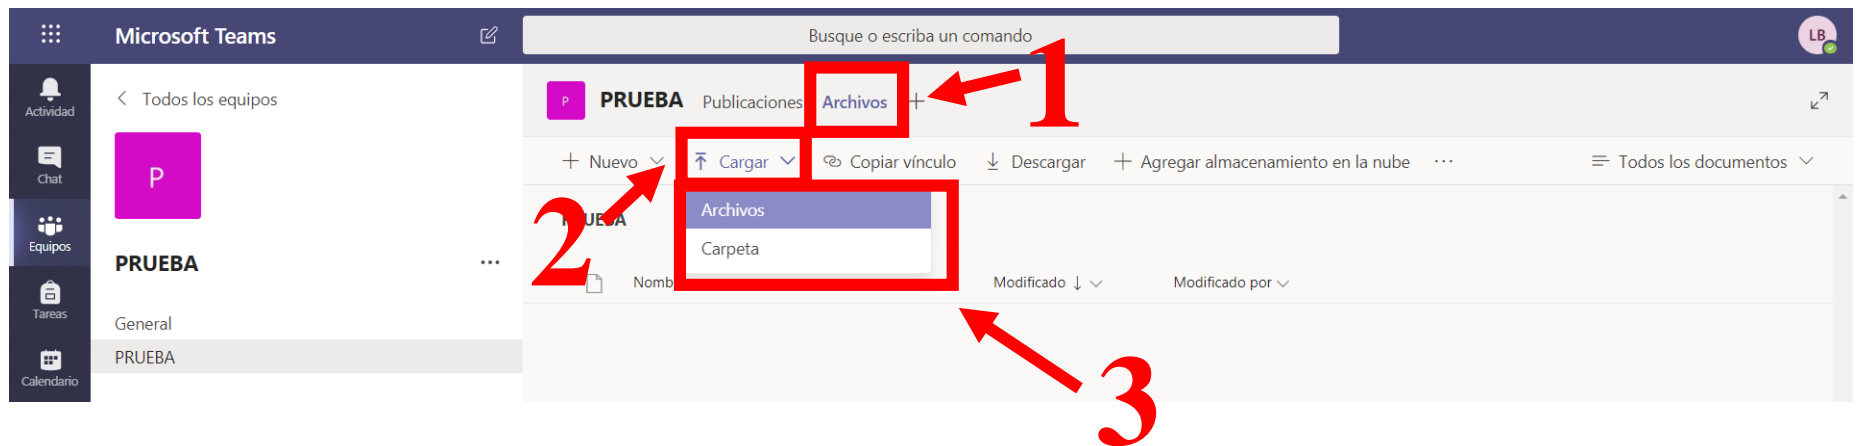 Microsoft Teams
Busque o escriba un comando
LB
Actividad
Chat
Equipos
Tareas
Calendario
Todos los equipos
P
PRUEBA
General
PRUEBA
P PRUEBA Publicaciones Archivos
1
Nuevo Cargar Copiar vínculo Descargar Agregar almacenamiento en la nube Todos los documentos
2
Archivos
Carpeta
Modificado Modificado por
3